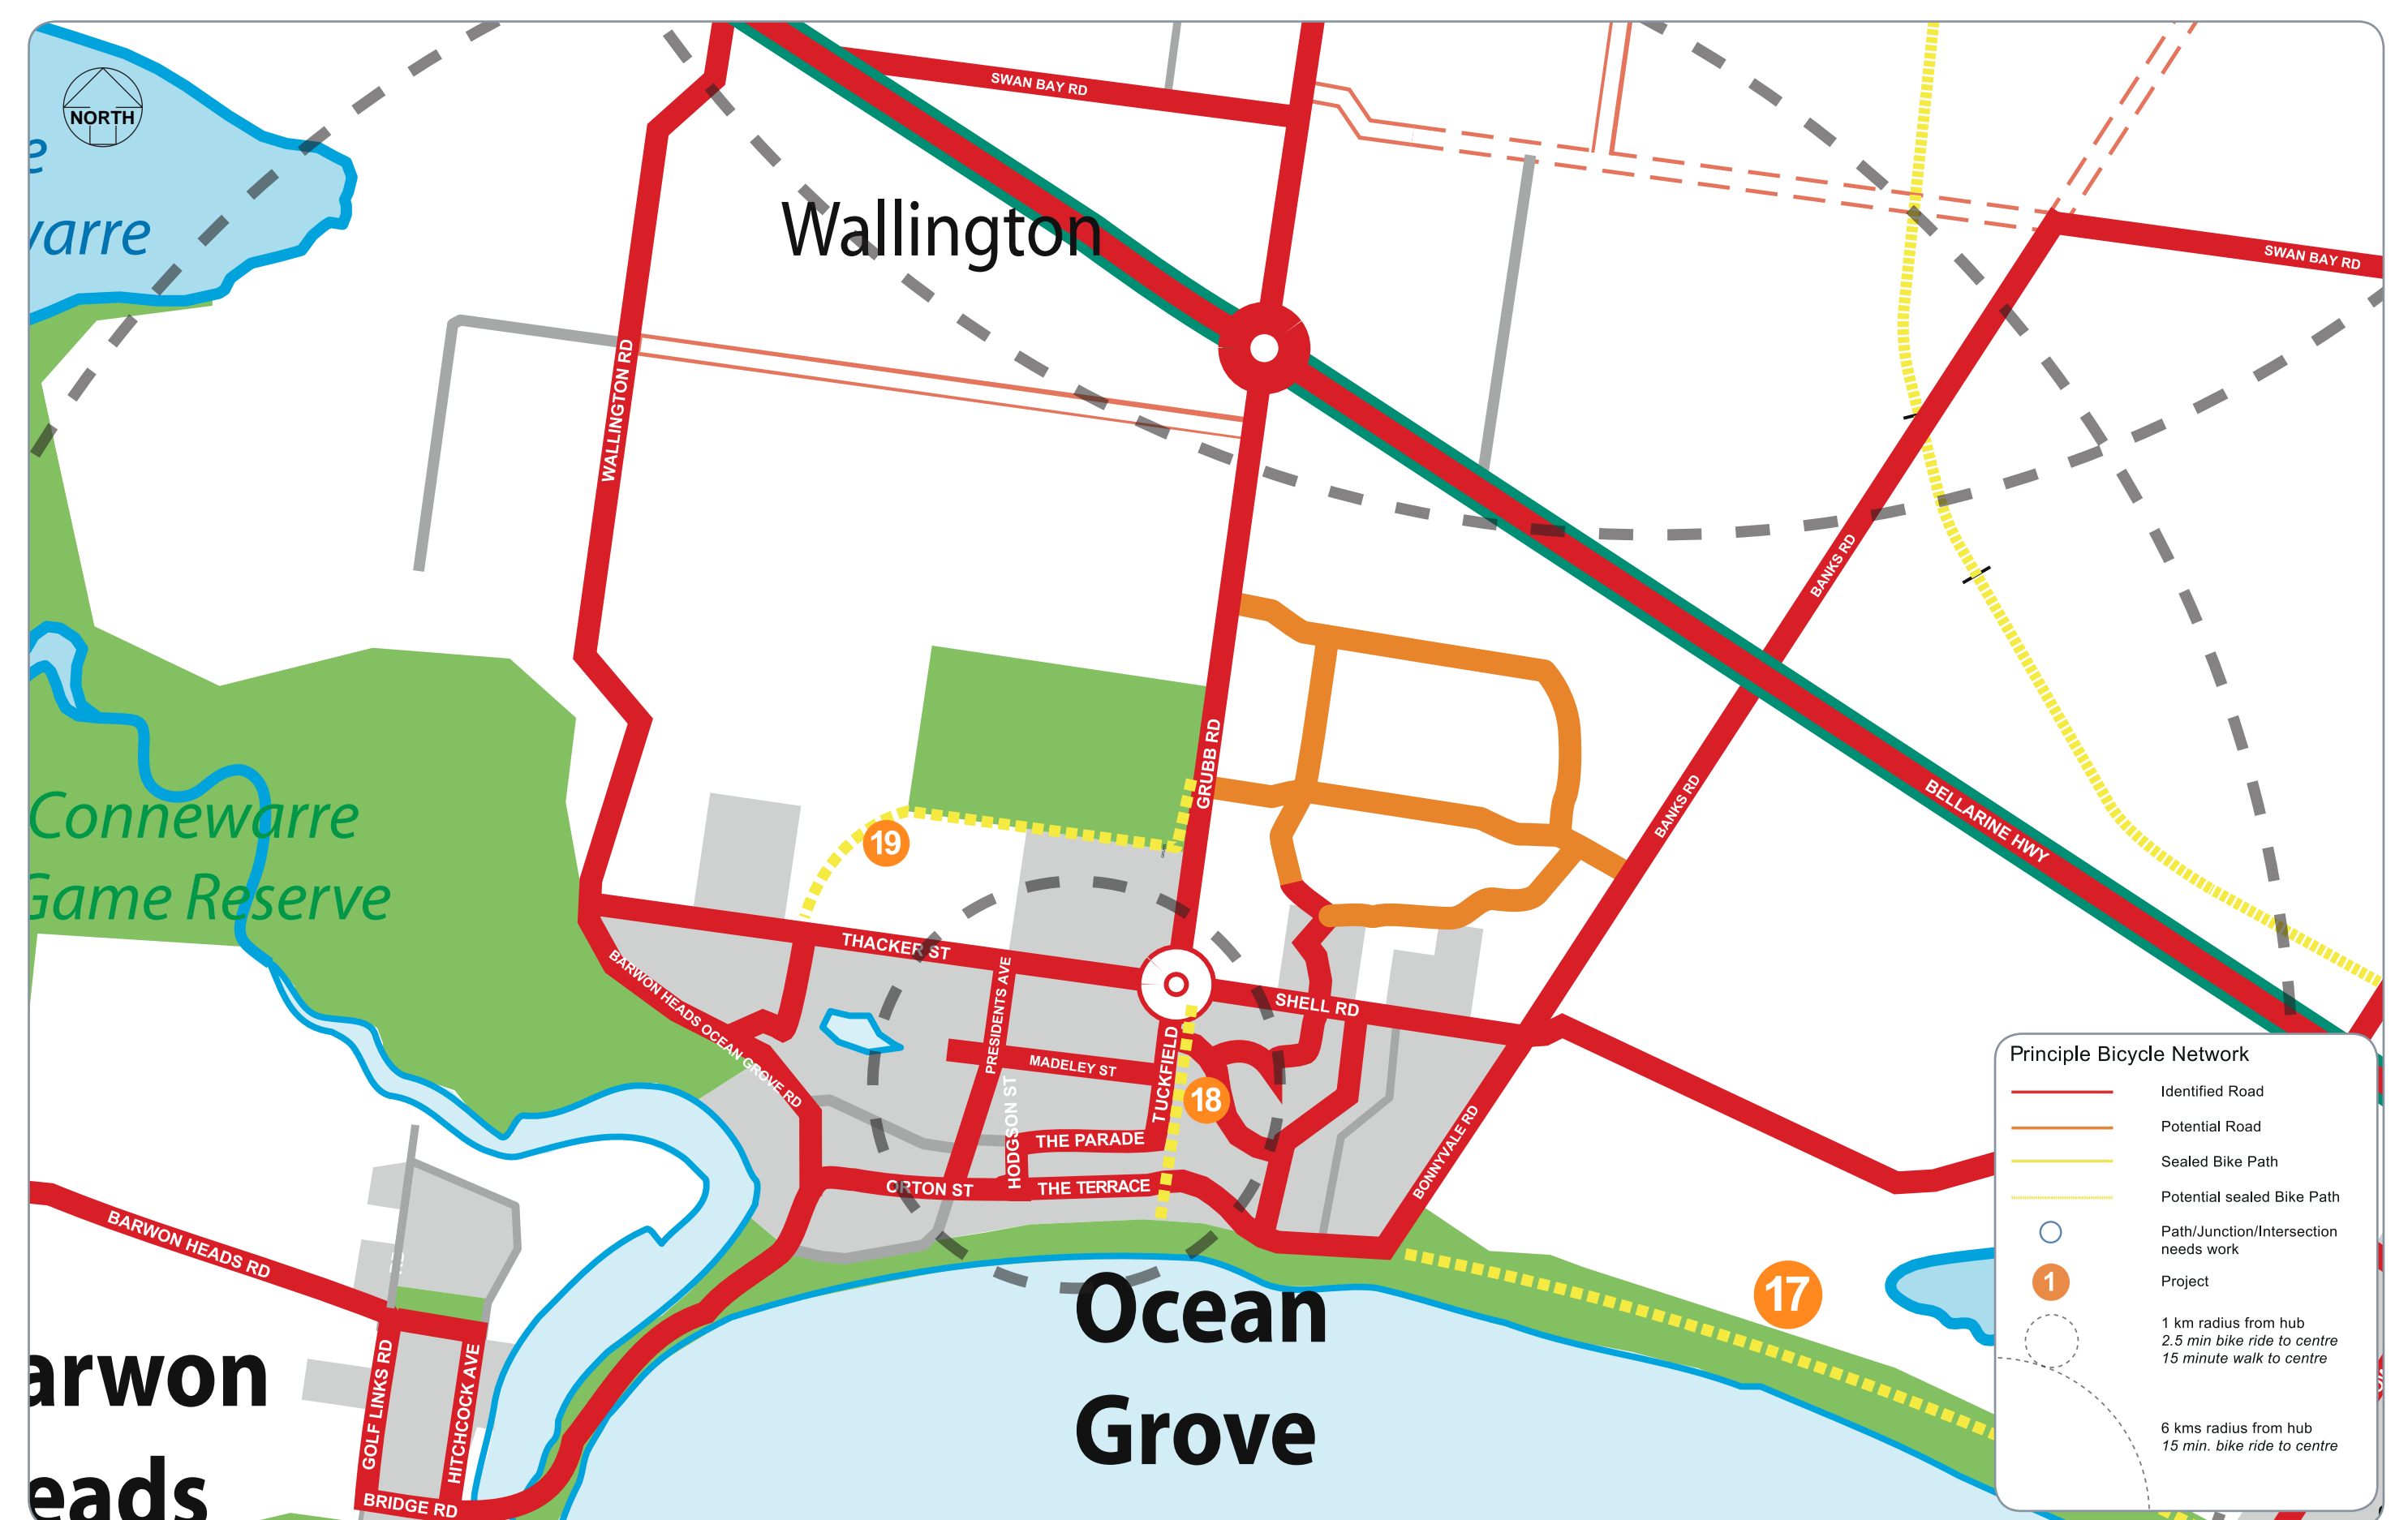 NORTH
e
warre
SWAN BAY RD
Wallington
SWAN BAY RD
WALLINGTON RD
BANKS RD
GRUBB RD
BANKS RD
BELLARINE HWY
Connewarre
Game Reserve
19
THACKER ST
BARWON HEADS OCEAN GROVE RD
PRESIDENTS AVE
SHELL RD
MADELEY ST
TUCKFIELD
18
HODGSON ST
THE PARADE
ORTON ST
THE TERRACE
BONNYVALE RD
BARWON HEADS RD
RD
17
Ocean
Grove
arwon
eads
GOLF LINKS RD
HITCHCOCK AVE
BRIDGE RD
Principle Bicycle Network
Identified Road
Potential Road
Sealed Bike Path
Potential sealed Bike Path
Path/Junction/Intersection
needs work
1
Project
1 km radius from hub
2.5 min bike ride to centre
15 minute walk to centre
6 kms radius from hub
15 min. bike ride to centre